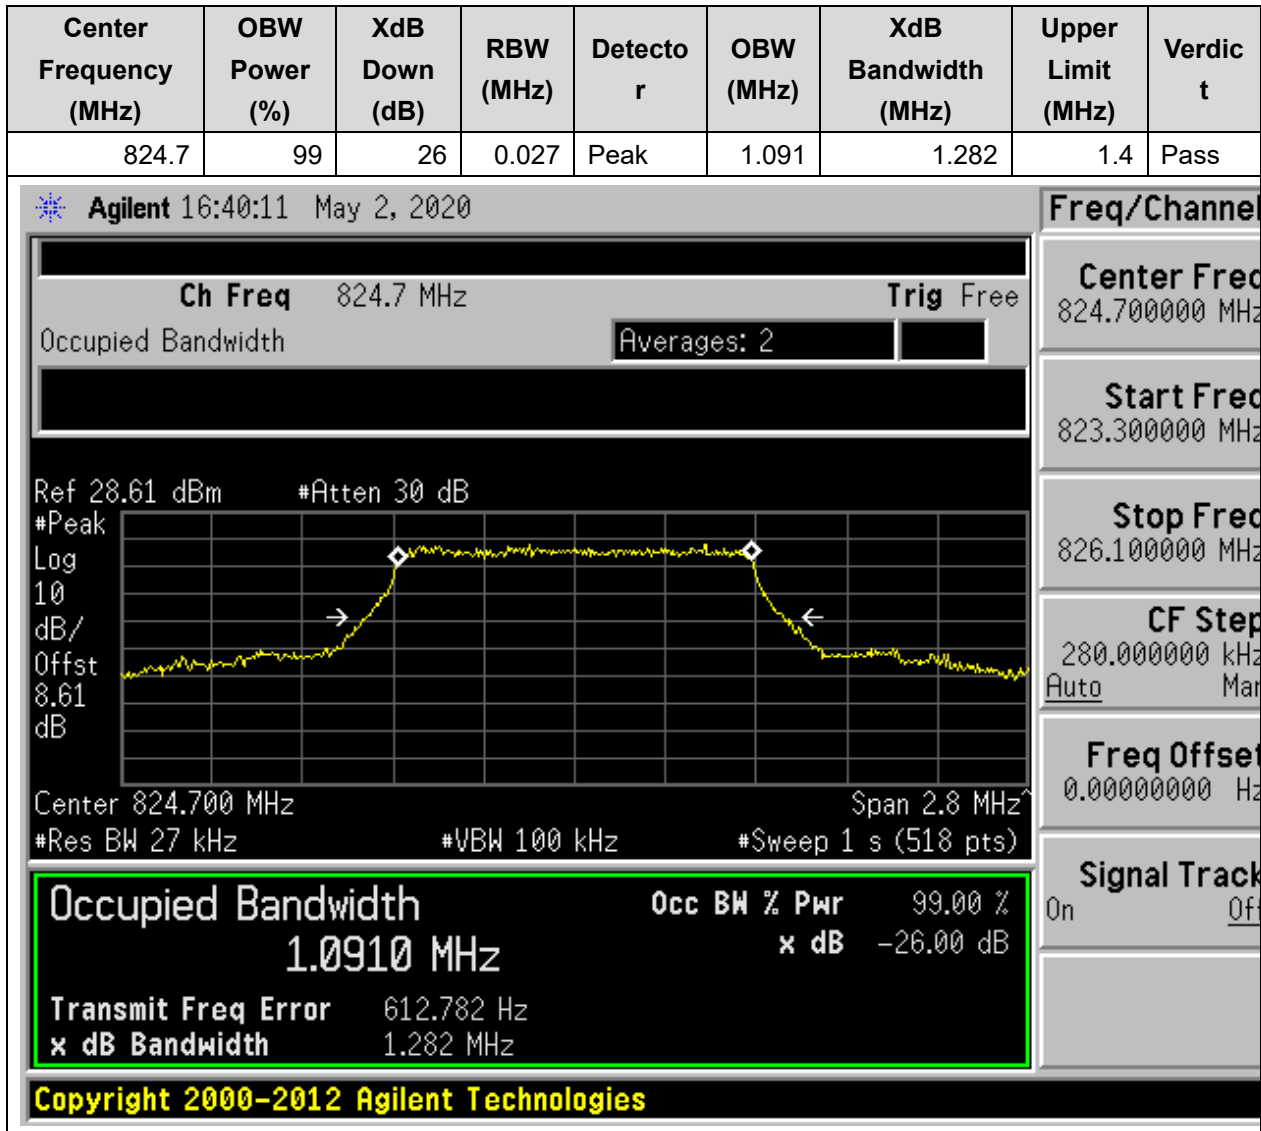 Center Frequency (MHz) OBW Power (%) XdB Down (dB) RBW (MHz) Detector OBW (MHz) XdB Bandwidth (MHz) Upper Limit (MHz) Verdict
824.7 99 26 0.027 Peak 1.091 1.282 1.4 Pass
Agilent 16:40:11 May 2, 2020
Freq/Channel
Ch Freq 824.7 MHz Trig Free
Occupied Bandwidth Averages: 2
Center Freq
824.700000 MHz
Start Freq
823.300000 MHz
Stop Freq
826.100000 MHz
CF Step
280.000000 kHz
Auto Man
Freq Offset
0.00000000 Hz
Signal Track
On Off
Ref 28.61 dBm #Atten 30 dB
#Peak
Log
10
dB/
Offst
8.61
dB
Center 824.700 MHz Span 2.8 MHz^
#Res BW 27 kHz #VBW 100 kHz #Sweep 1 s (518 pts)
Occupied Bandwidth Occ BW % Pwr 99.00 %
1.0910 MHz x dB -26.00 dB
Transmit Freq Error 612.782 Hz
x dB Bandwidth 1.282 MHz
Copyright 2000-2012 Agilent Technologies